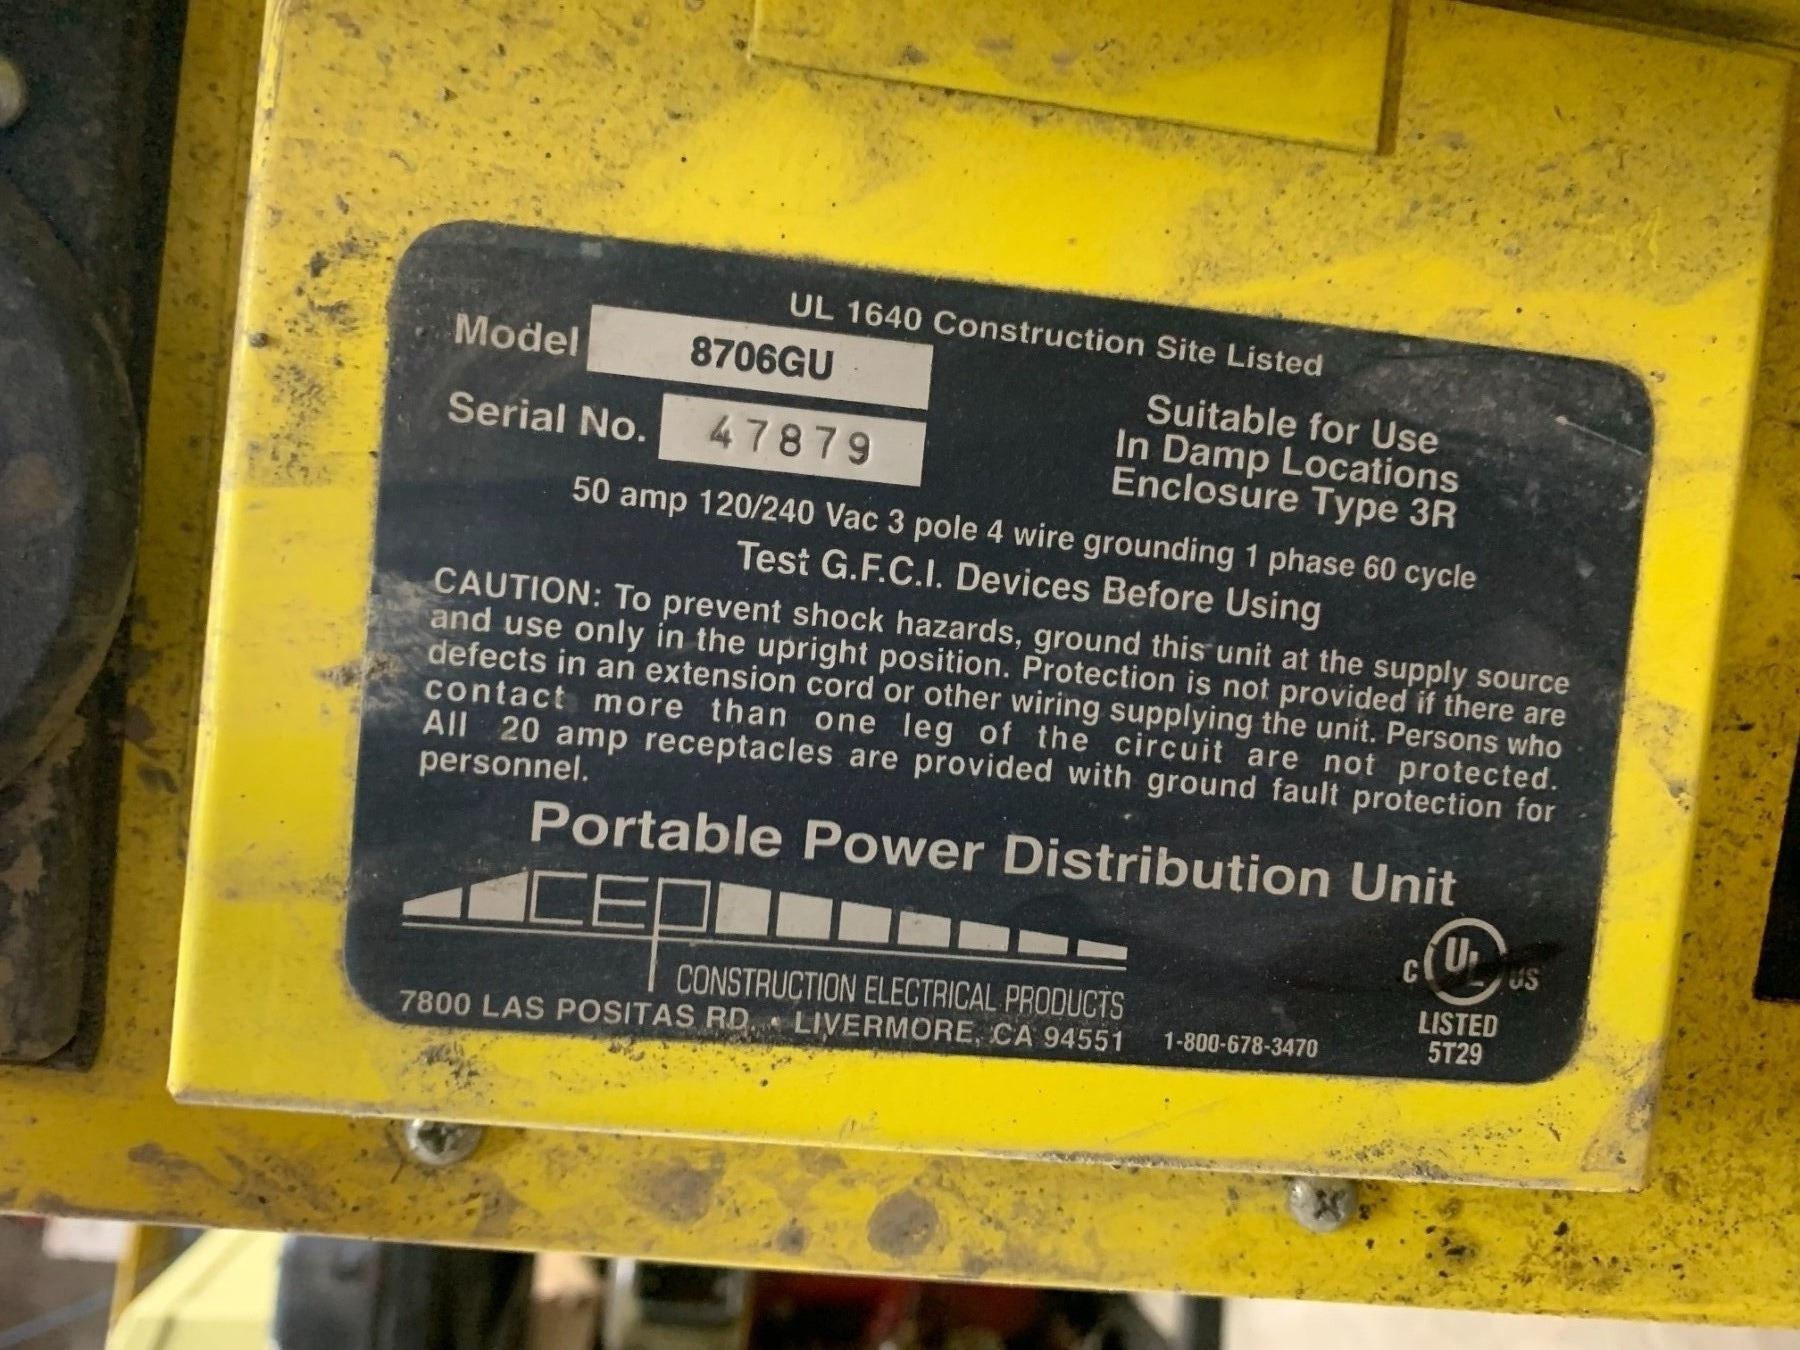 UL 1640 Construction Site Listed
Model 8706GU
Serial No. 47879
Suitable for Use
In Damp Locations
Enclosure Type 3R
50 amp 120/240 Vac 3 pole 4 wire grounding 1 phase 60 cycle
Test G.F.C.I. Devices Before Using
CAUTION: To prevent shock hazards, ground this unit at the supply source
and use only in the upright position. Protection is not provided if there are
defects in an extension cord or other wiring supplying the unit. Persons who
contact more than one leg of the circuit are not protected.
All 20 amp receptacles are provided with ground fault protection for
personnel.
Portable Power Distribution Unit
CEP
CONSTRUCTION ELECTRICAL PRODUCTS
7800 LAS POSITAS RD. • LIVERMORE, CA 94551 1-800-678-3470
C UL US
LISTED
5T29